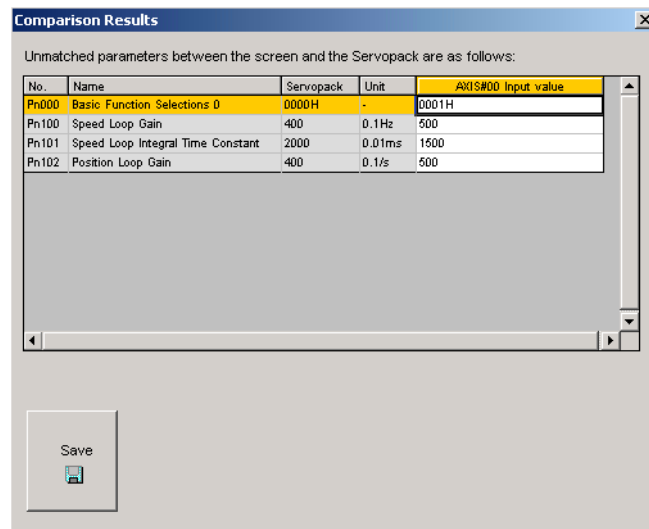 Comparison Results
Unmatched parameters between the screen and the Servopack are as follows:
No. Name Servopack Unit AXIS#00 Input value
Pn000 Basic Function Selections 0 0000H - 0001H
Pn100 Speed Loop Gain 400 0.1Hz 500
Pn101 Speed Loop Integral Time Constant 2000 0.01ms 1500
Pn102 Position Loop Gain 400 0.1/s 500
Save